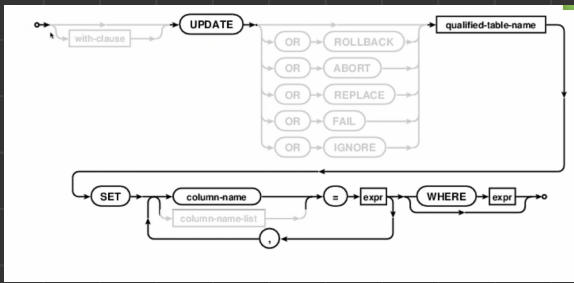 UPDATE qualified-table-name
with-clause
OR ROLLBACK
OR ABORT
OR REPLACE
OR FAIL
OR IGNORE
SET column-name = expr WHERE expr
column-name-list
,